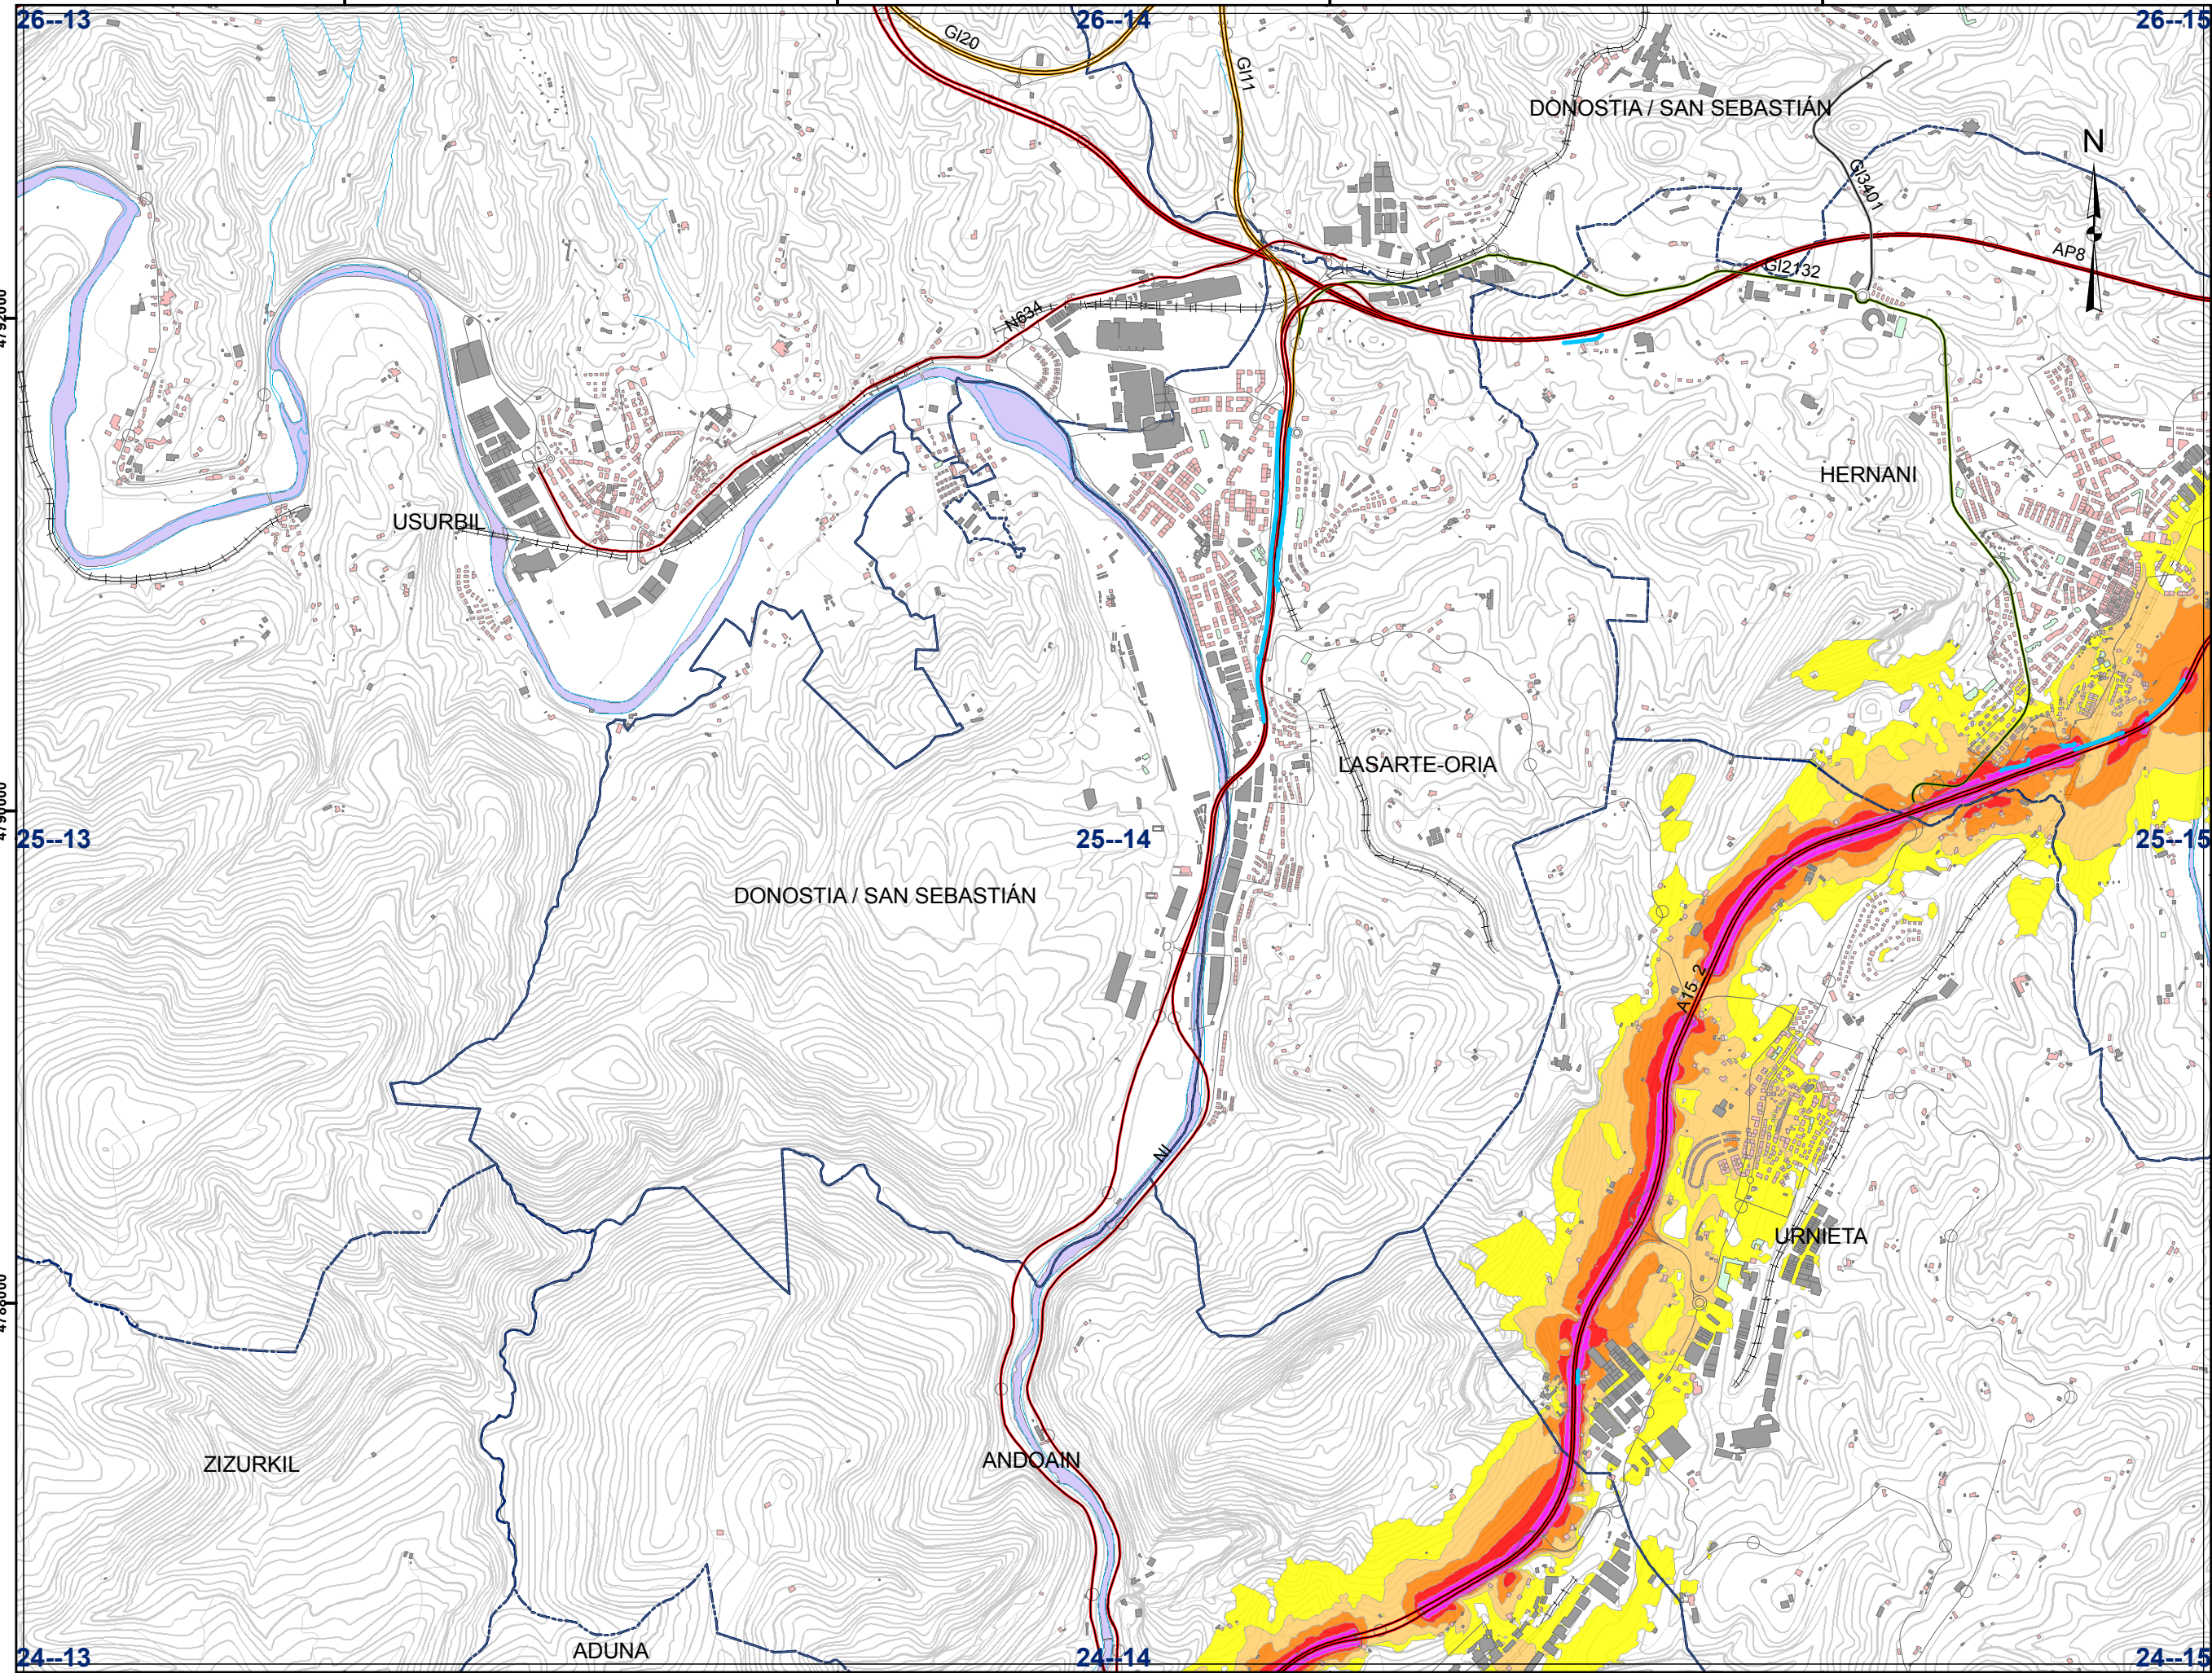 26--13
26--14
26--15
GI20
GI11
DONOSTIA / SAN SEBASTIÁN
N
GI3401
AP8
GI2132
N634
HERNANI
USURBIL
LASARTE-ORIA
25--13
25--14
25--15
DONOSTIA / SAN SEBASTIÁN
A15_2
NI
URNIETA
ZIZURKIL
ANDOAIN
ADUNA
24--13
24--14
24--15